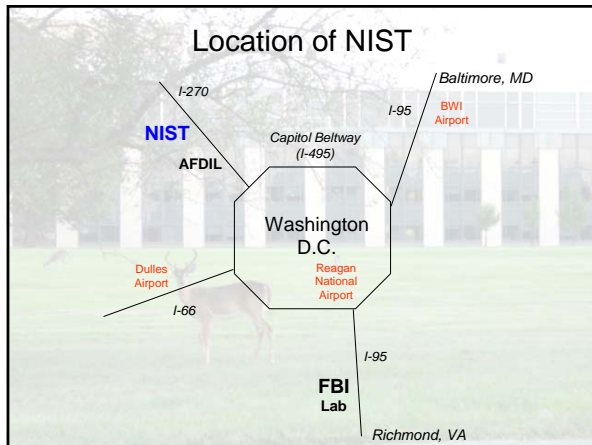 Location of NIST
Baltimore, MD
I-270
I-95
BWI
Airport
NIST
Capitol Beltway
(I-495)
AFDIL
Washington
D.C.
Dulles
Airport
Reagan
National
Airport
I-66
I-95
FBI
Lab
Richmond, VA